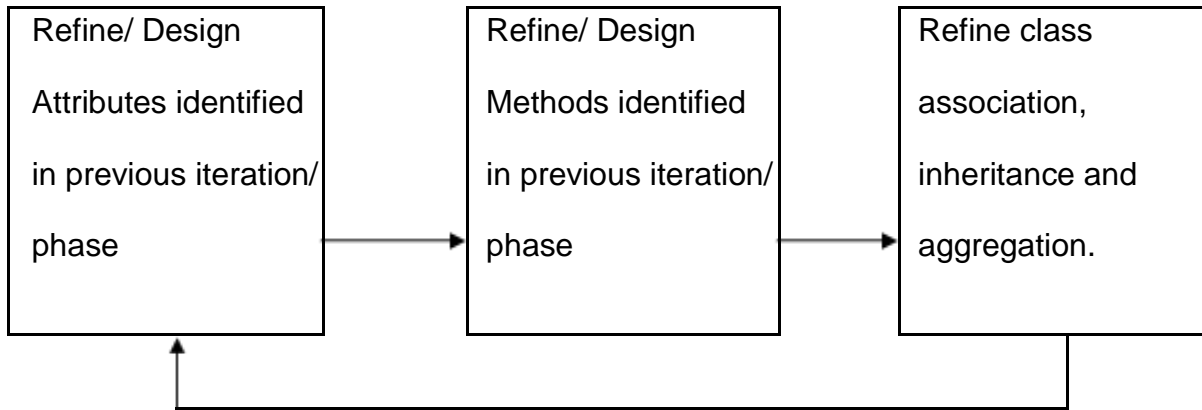 Refine/ Design
Attributes identified
in previous iteration/
phase
Refine/ Design
Methods identified
in previous iteration/
phase
Refine class
association,
inheritance and
aggregation.